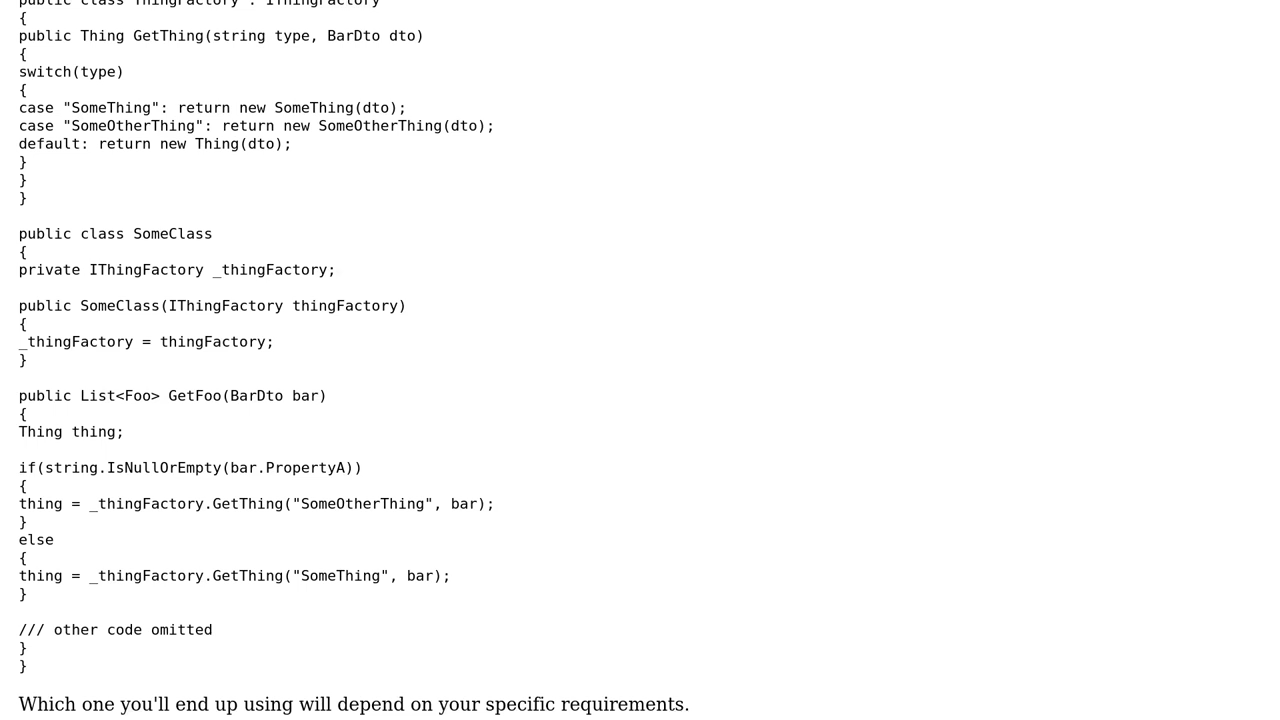 public class ThingFactory : IThingFactory
{
public Thing GetThing(string type, BarDto dto)
{
switch(type)
{
case "SomeThing": return new SomeThing(dto);
case "SomeOtherThing": return new SomeOtherThing(dto);
default: return new Thing(dto);
}
}
}

public class SomeClass
{
private IThingFactory _thingFactory;

public SomeClass(IThingFactory thingFactory)
{
_thingFactory = thingFactory;
}

public List<Foo> GetFoo(BarDto bar)
{
Thing thing;

if(string.IsNullOrEmpty(bar.PropertyA))
{
thing = _thingFactory.GetThing("SomeOtherThing", bar);
}
else
{
thing = _thingFactory.GetThing("SomeThing", bar);
}

/// other code omitted
}
}

Which one you'll end up using will depend on your specific requirements.